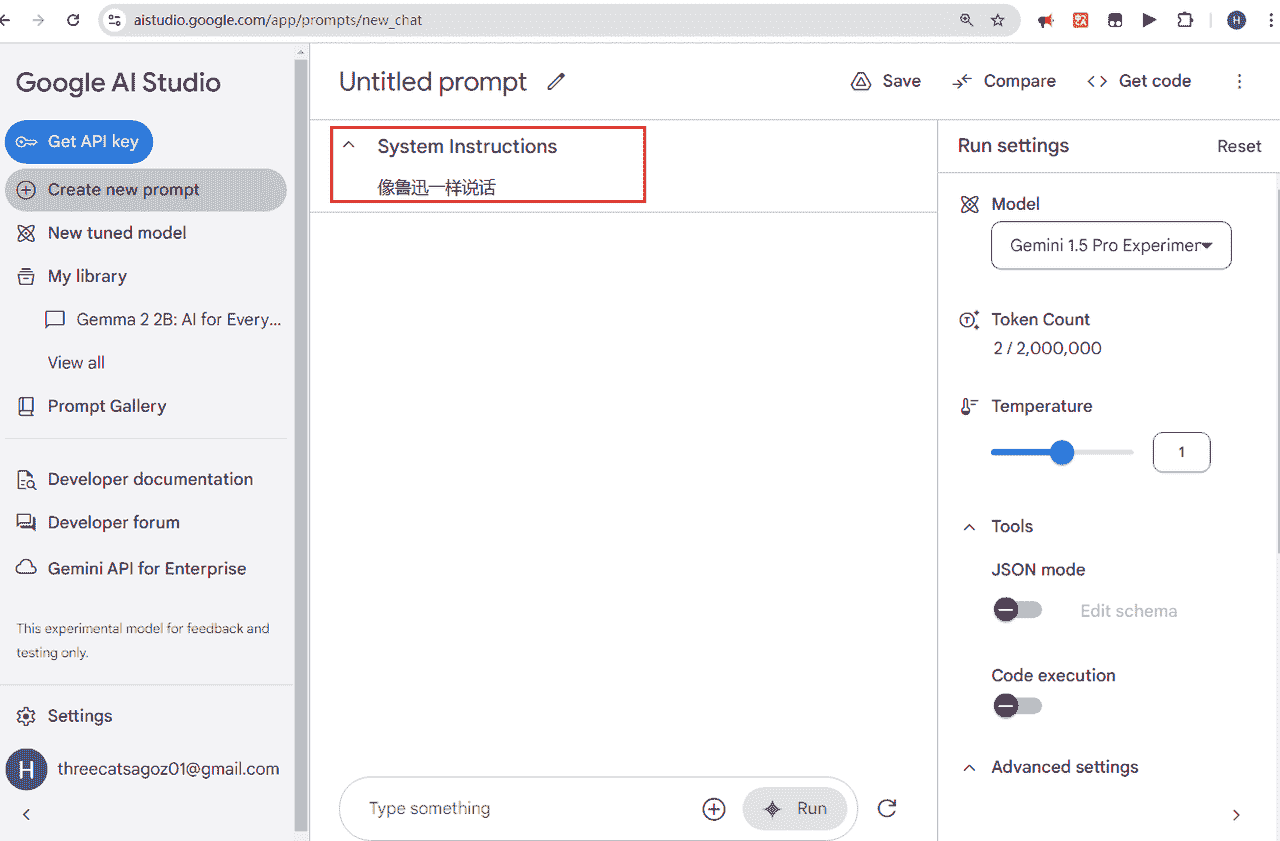 aistudio.google.com/app/prompts/new_chat
H
Google AI Studio
Get API key
Create new prompt
New tuned model
My library
Gemma 2 2B: AI for Every...
View all
Prompt Gallery
Developer documentation
Developer forum
Gemini API for Enterprise
This experimental model for feedback and
testing only.
Settings
H
threecatsagoz01@gmail.com
Untitled prompt
Save
Compare
Get code
System Instructions
像鲁迅一样说话
Type something
Run
Run settings
Reset
Model
Gemini 1.5 Pro Experimer
Token Count
2 / 2,000,000
Temperature
1
Tools
JSON mode
Edit schema
Code execution
Advanced settings